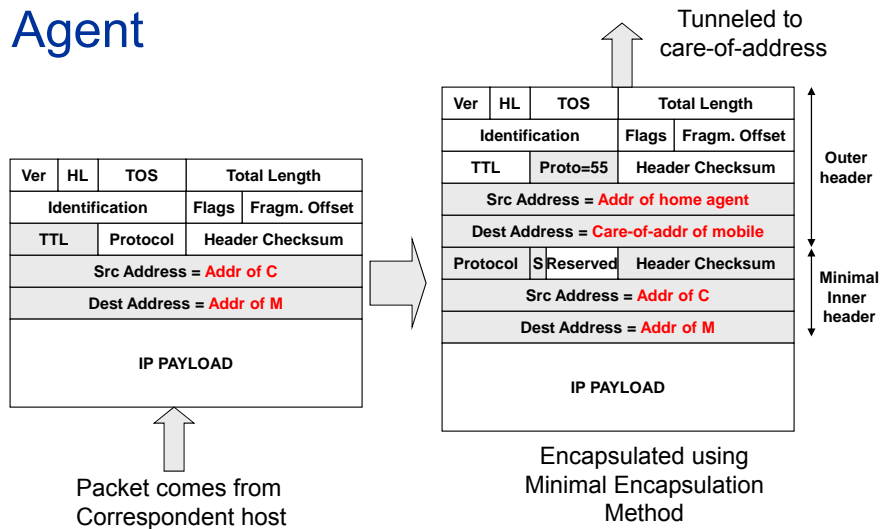 Agent
Tunneled to
care-of-address
Ver HL TOS Total Length
Identification Flags Fragm. Offset
TTL Protocol Header Checksum
Src Address = Addr of C
Dest Address = Addr of M
IP PAYLOAD
Packet comes from
Correspondent host
Ver HL TOS Total Length
Identification Flags Fragm. Offset
TTL Proto=55 Header Checksum
Src Address = Addr of home agent
Dest Address = Care-of-addr of mobile
Protocol S Reserved Header Checksum
Src Address = Addr of C
Dest Address = Addr of M
IP PAYLOAD
Outer
header
Minimal
Inner
header
Encapsulated using
Minimal Encapsulation
Method